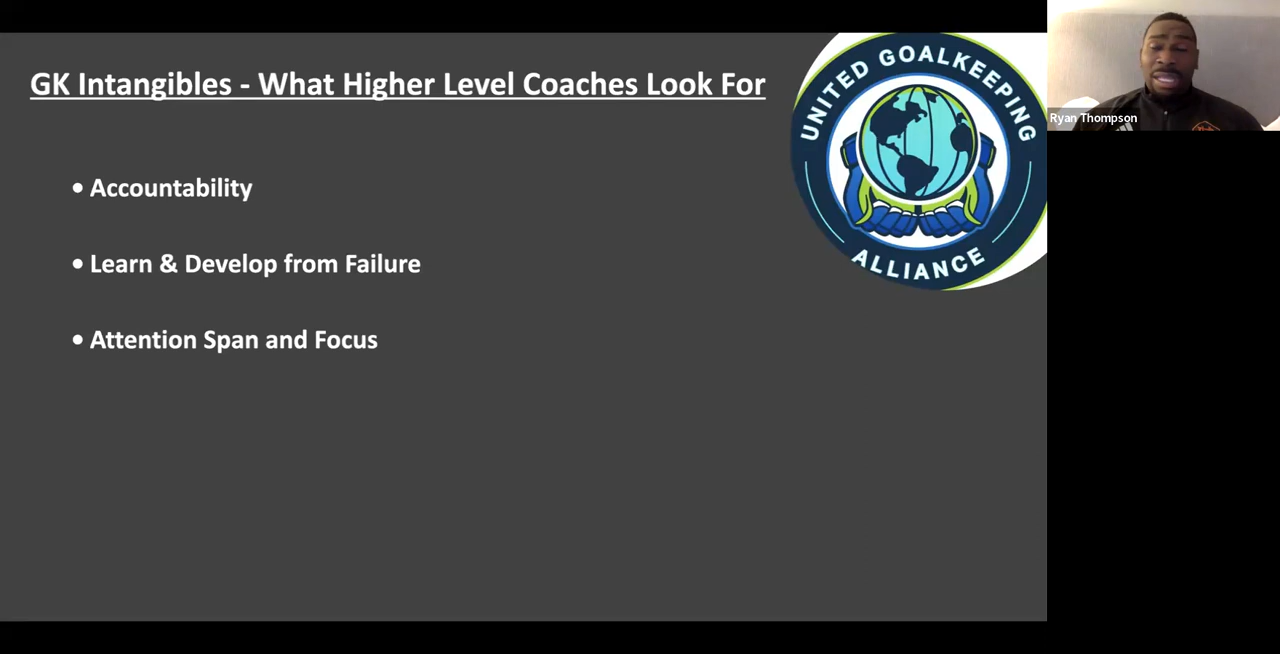 GK Intangibles - What Higher Level Coaches Look For
• Accountability
• Learn & Develop from Failure
• Attention Span and Focus
UNITED GOALKEEPING
ALLIANCE
Ryan Thompson